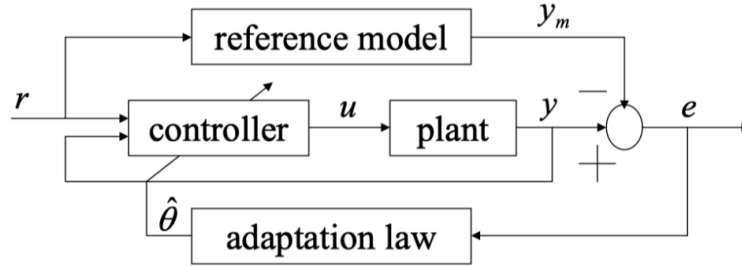 reference model
y_m
r
controller
u
plant
y
−
+
e
θ̂
adaptation law